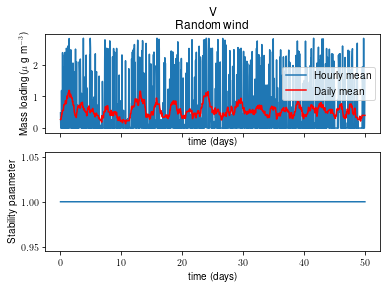 V
Random wind
Mass loading (μ g m⁻³)
2
1
0
Hourly mean
Daily mean
time (days)
Stability paiameter
1.05
1.00
0.95
0
10
20
30
40
50
time (days)